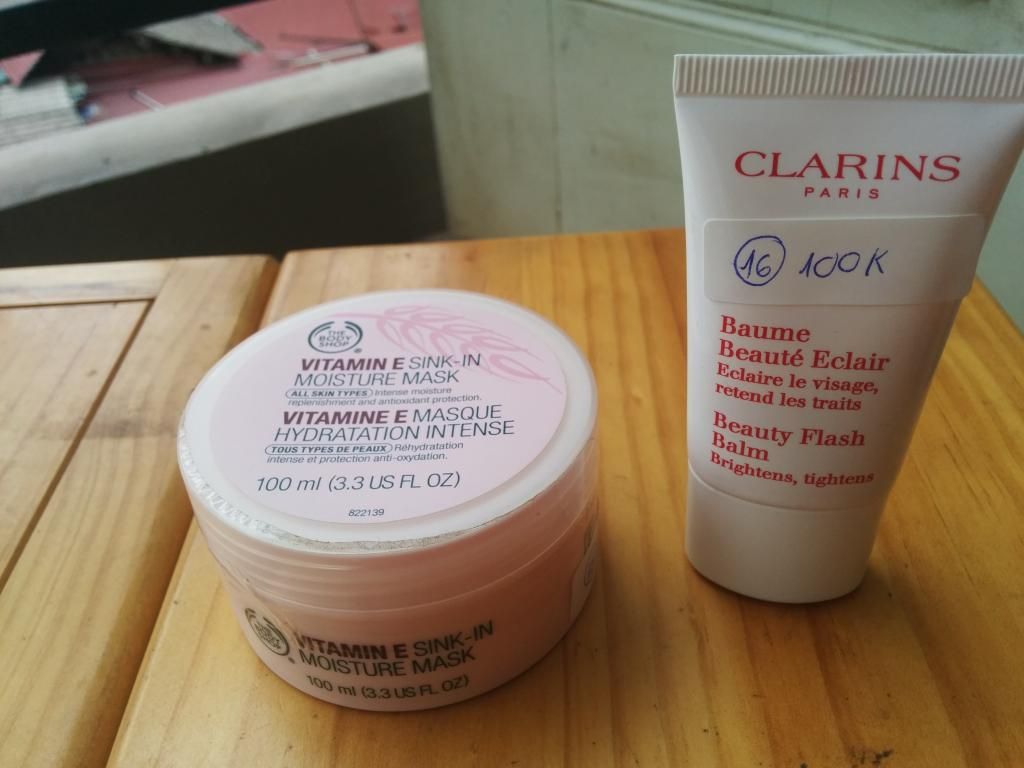 THE
BODY
SHOP®
VITAMIN E SINK-IN
MOISTURE MASK
ALL SKIN TYPES Intense moisture
replenishment and antioxidant protection.
VITAMINE E MASQUE
HYDRATATION INTENSE
TOUS TYPES DE PEAUX Réhydratation
intense et protection anti-oxydation.
100 ml (3.3 US FL OZ)
822139
THE
BODY
SHOP
VITAMIN E SINK-IN
MOISTURE MASK
100 ml (3.3 US FL OZ)
CLARINS
PARIS
16 100K
Baume
Beauté Eclair
Eclaire le visage,
retend les traits
Beauty Flash
Balm
Brightens, tightens